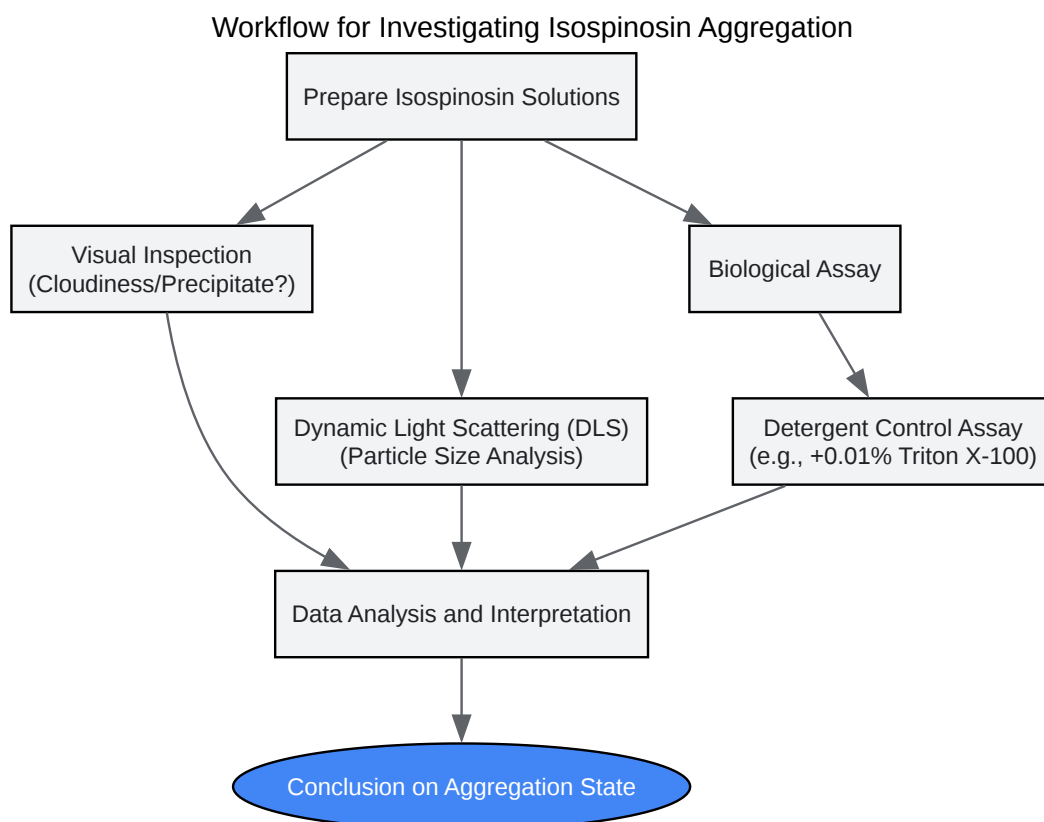 Workflow for Investigating Isospinosin Aggregation
Prepare Isospinosin Solutions
Visual Inspection
(Cloudiness/Precipitate?)
Biological Assay
Dynamic Light Scattering (DLS)
(Particle Size Analysis)
Detergent Control Assay
(e.g., +0.01% Triton X-100)
Data Analysis and Interpretation
Conclusion on Aggregation State